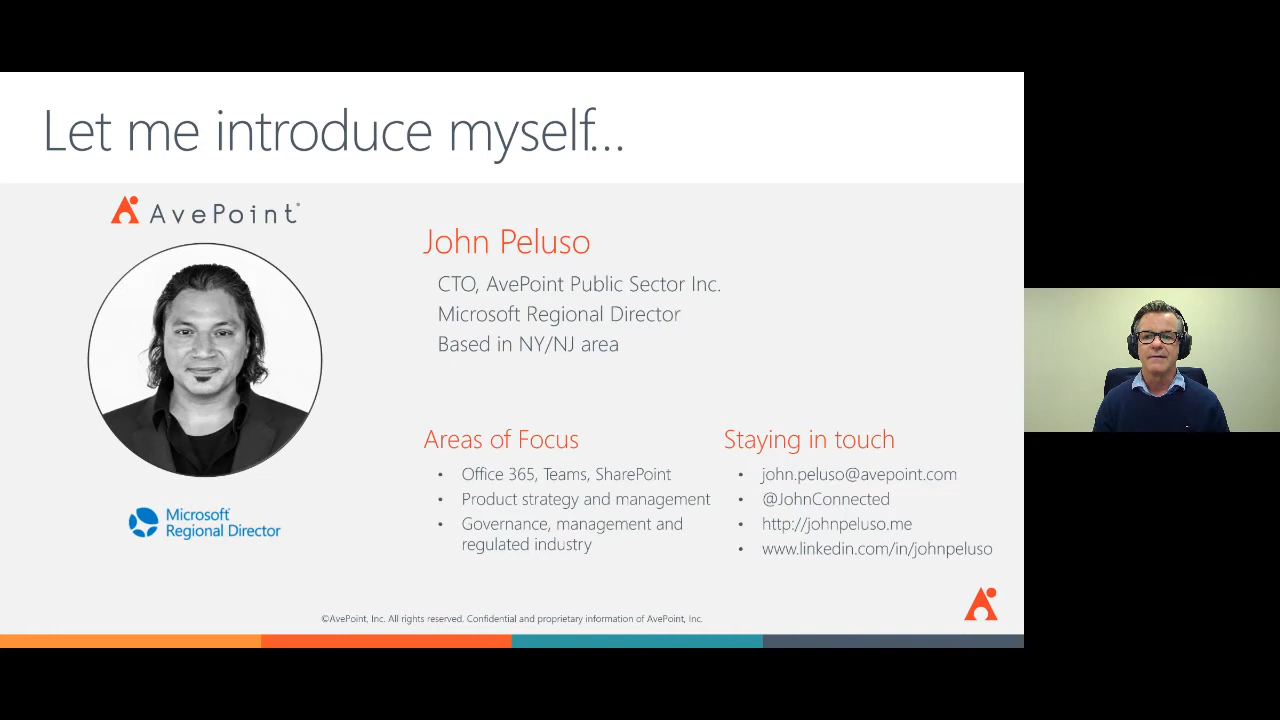 Let me introduce myself...
AvePoint
John Peluso
CTO, AvePoint Public Sector Inc.
Microsoft Regional Director
Based in NY/NJ area
Areas of Focus
• Office 365, Teams, SharePoint
• Product strategy and management
• Governance, management and
regulated industry
Staying in touch
• john.peluso@avepoint.com
• @JohnConnected
• http://johnpeluso.me
• www.linkedin.com/in/johnpeluso
Microsoft
Regional Director
©AvePoint, Inc. All rights reserved. Confidential and proprietary information of AvePoint, Inc.